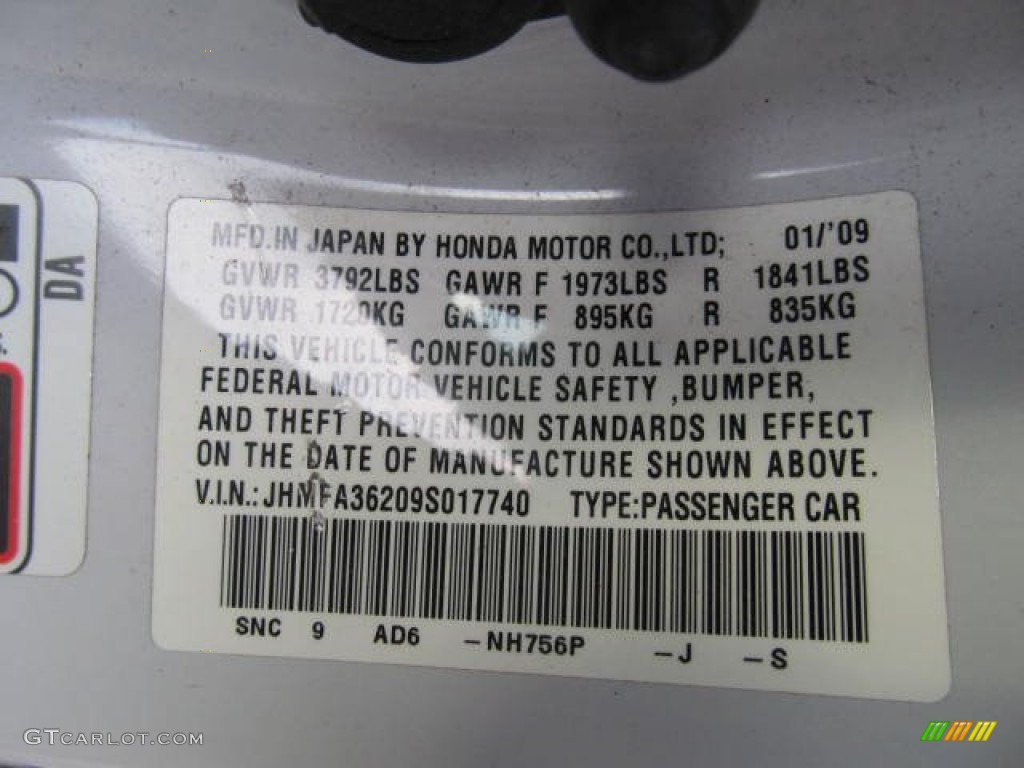 MFD.IN JAPAN BY HONDA MOTOR CO.,LTD; 01/'09
GVWR 3792LBS GAWR F 1973LBS R 1841LBS
GVWR 1720KG GAWR F 895KG R 835KG
THIS VEHICLE CONFORMS TO ALL APPLICABLE
FEDERAL MOTOR VEHICLE SAFETY ,BUMPER,
AND THEFT PREVENTION STANDARDS IN EFFECT
ON THE DATE OF MANUFACTURE SHOWN ABOVE.
V.I.N.:JHMFA36209S017740 TYPE:PASSENGER CAR
SNC 9 AD6 -NH756P -J -S
DA
GTCARLOT.COM